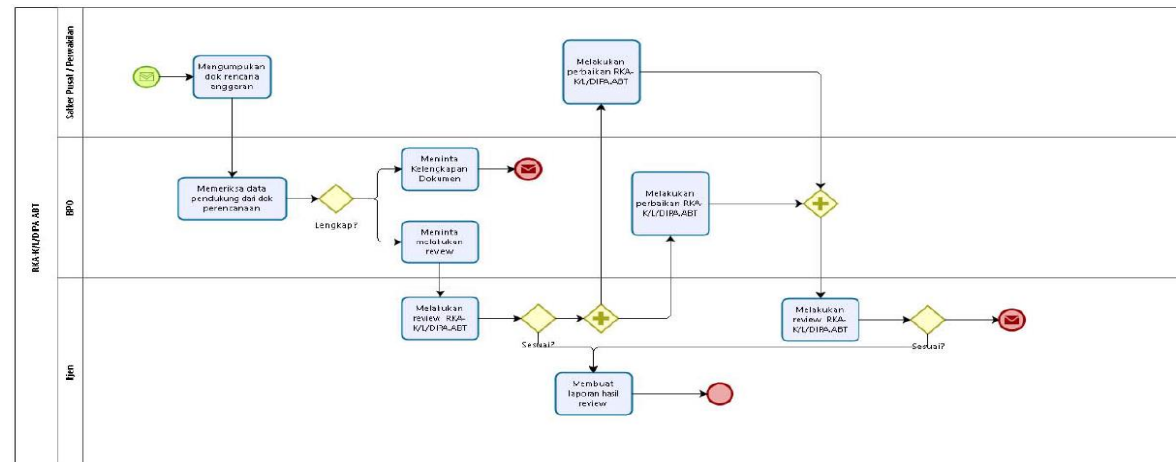 RKA-K/L/DIPA ABT
Satker Pusat / Perwakilan
Mengumpukan
dok rencana
anggaran
Melakukan
perbaikan RKA-
K/L/DIPA.ABT
BPO
Memeriksa data
pendukung dari dok
perencanaan
Lengkap?
Meminta
Kelengkapan
Dokumen
Meminta
melakukan
review
Melakukan
perbaikan RKA-
K/L/DIPA.ABT
Itjen
Melakukan
review RKA-
K/L/DIPA.ABT
Sesuai?
Membuat
laporan hasil
review
Melakukan
review RKA-
K/L/DIPA.ABT
Sesuai?